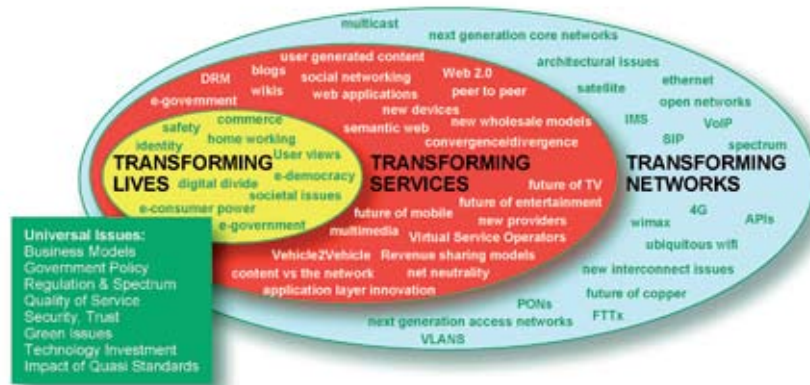 multicast
next generation core networks
user generated content
architectural issues
blogs
Web 2.0
DRM
social networking
ethernet
satellite
wikis
web applications
peer to peer
e-government
open networks
new devices
commerce
IMS
VoIP
safety
semantic web
new wholesale models
SIP
home working
identity
convergence/divergence
spectrum
User views
TRANSFORMING
LIVES
TRANSFORMING
SERVICES
TRANSFORMING
NETWORKS
e-democracy
digital divide
future of TV
societal issues
future of entertainment
e-consumer power
future of mobile
4G
e-government
new providers
wimax
APIs
multimedia
Virtual Service Operators
ubiquitous wifi
Vehicle2Vehicle
Revenue sharing models
content vs the network
net neutrality
new interconnect issues
application layer innovation
future of copper
PONs
FTTx
next generation access networks
VLANS
Universal Issues:
Business Models
Government Policy
Regulation & Spectrum
Quality of Service
Security, Trust
Green Issues
Technology Investment
Impact of Quasi Standards